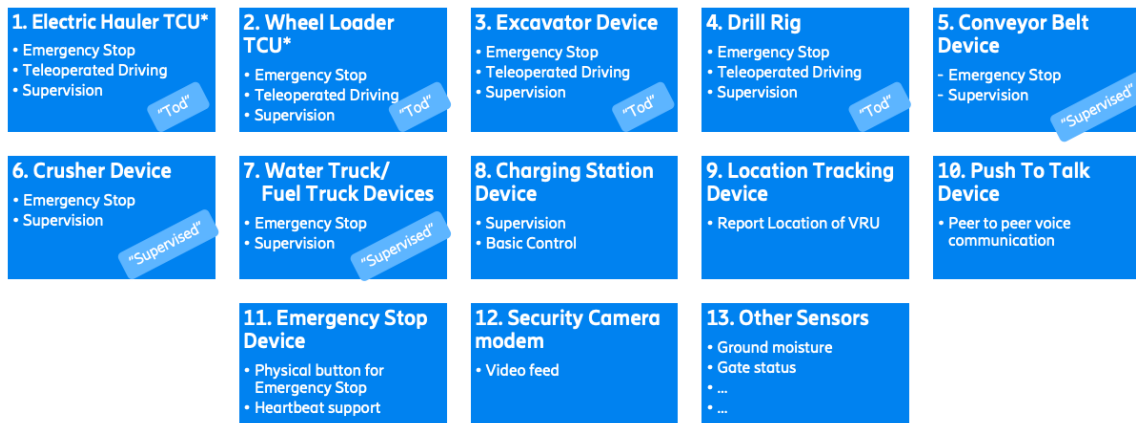 1. Electric Hauler TCU*
• Emergency Stop
• Teleoperated Driving
• Supervision
"Tod"
2. Wheel Loader
TCU*
• Emergency Stop
• Teleoperated Driving
• Supervision
"Tod"
3. Excavator Device
• Emergency Stop
• Teleoperated Driving
• Supervision
"Tod"
4. Drill Rig
• Emergency Stop
• Teleoperated Driving
• Supervision
"Tod"
5. Conveyor Belt
Device
- Emergency Stop
- Supervision
"Supervised"
6. Crusher Device
• Emergency Stop
• Supervision
"Supervised"
7. Water Truck/
Fuel Truck Devices
• Emergency Stop
• Supervision
"Supervised"
8. Charging Station
Device
• Supervision
• Basic Control
9. Location Tracking
Device
• Report Location of VRU
10. Push To Talk
Device
• Peer to peer voice
communication
11. Emergency Stop
Device
• Physical button for
Emergency Stop
• Heartbeat support
12. Security Camera
modem
• Video feed
13. Other Sensors
• Ground moisture
• Gate status
• ...
• ...